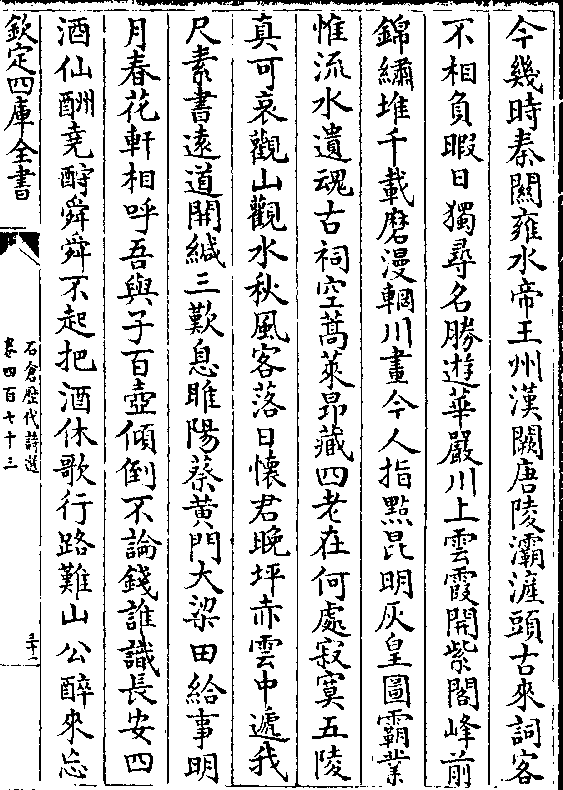 今幾時秦關雍水帝王州漢闕唐陵灞滻頭古來詞客
不相負暇日獨尋名勝遊華嚴川上雲霞開紫閣峰前
錦繡堆千載磨漫輞川畫今人指點昆明灰皇圖霸業
惟流水遺魂古祠空蒿萊昂藏四老在何處寂寞五陵
真可哀觀山觀水秋風客落日懷君晚坪赤雲中遞我
尺素書遠道開緘三歎息睢陽蔡黃門大梁田給事明
月春花軒相呼吾與子百壺傾倒不論錢誰識長安四
酒仙酬堯酹舜舜不起把酒休歌行路難山公醉來忘
欽定四庫全書
石倉歷代詩選
卷四百七十三
三十二